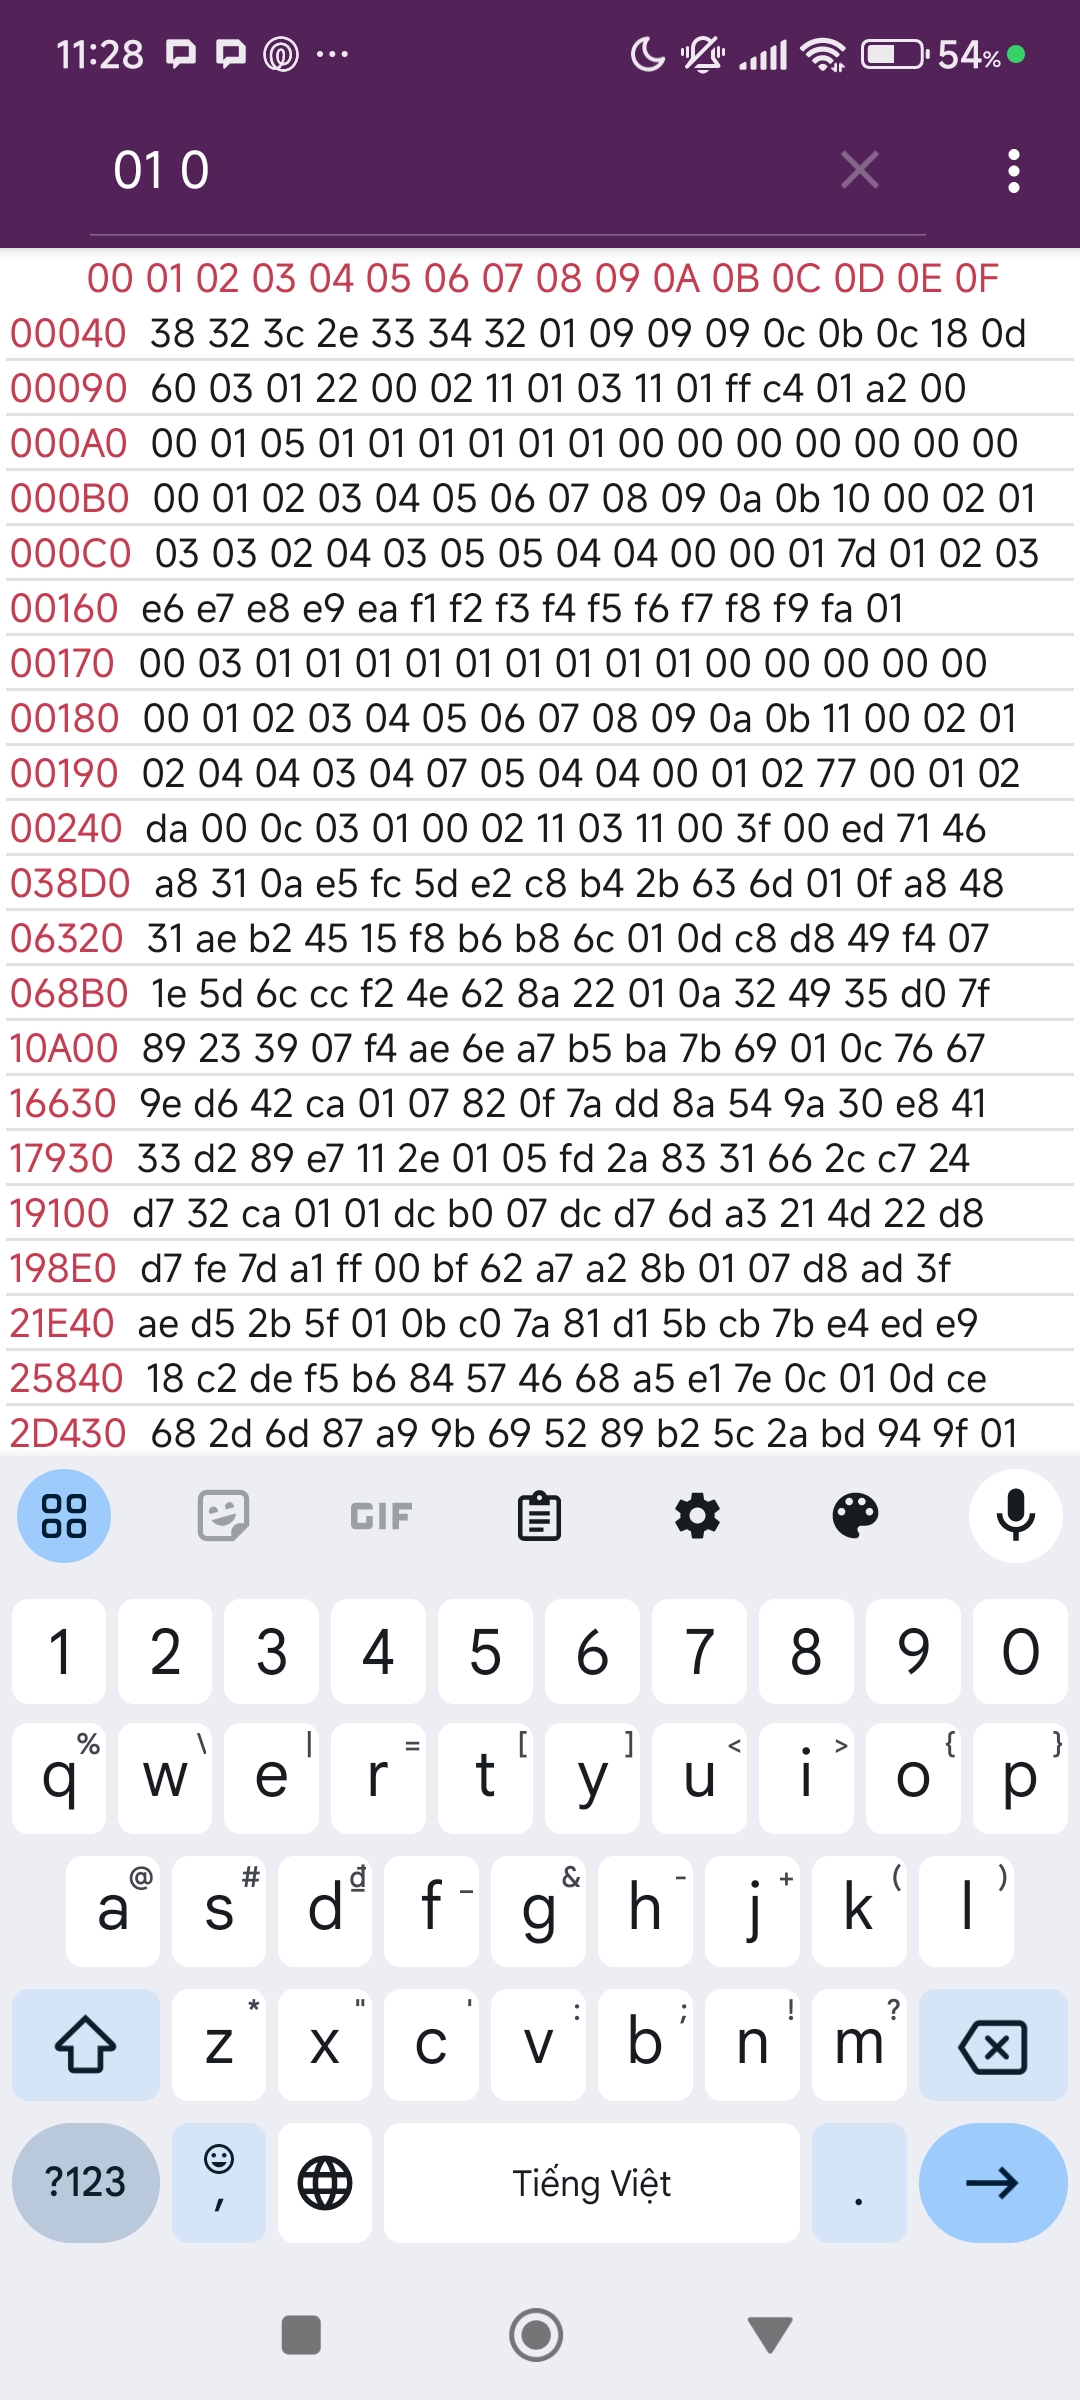 11:28 ... 54%
01 0
00 01 02 03 04 05 06 07 08 09 0A 0B 0C 0D 0E 0F
00040 38 32 3c 2e 33 34 32 01 09 09 09 0c 0b 0c 18 0d
00090 60 03 01 22 00 02 11 01 03 11 01 ff c4 01 a2 00
000A0 00 01 05 01 01 01 01 01 01 00 00 00 00 00 00 00
000B0 00 01 02 03 04 05 06 07 08 09 0a 0b 10 00 02 01
000C0 03 03 02 04 03 05 05 04 04 00 00 01 7d 01 02 03
00160 e6 e7 e8 e9 ea f1 f2 f3 f4 f5 f6 f7 f8 f9 fa 01
00170 00 03 01 01 01 01 01 01 01 01 01 00 00 00 00 00
00180 00 01 02 03 04 05 06 07 08 09 0a 0b 11 00 02 01
00190 02 04 04 03 04 07 05 04 04 00 01 02 77 00 01 02
00240 da 00 0c 03 01 00 02 11 03 11 00 3f 00 ed 71 46
038D0 a8 31 0a e5 fc 5d e2 c8 b4 2b 63 6d 01 0f a8 48
06320 31 ae b2 45 15 f8 b6 b8 6c 01 0d c8 d8 49 f4 07
068B0 1e 5d 6c cc f2 4e 62 8a 22 01 0a 32 49 35 d0 7f
10A00 89 23 39 07 f4 ae 6e a7 b5 ba 7b 69 01 0c 76 67
16630 9e d6 42 ca 01 07 82 0f 7a dd 8a 54 9a 30 e8 41
17930 33 d2 89 e7 11 2e 01 05 fd 2a 83 31 66 2c c7 24
19100 d7 32 ca 01 01 dc b0 07 dc d7 6d a3 21 4d 22 d8
198E0 d7 fe 7d a1 ff 00 bf 62 a7 a2 8b 01 07 d8 ad 3f
21E40 ae d5 2b 5f 01 0b c0 7a 81 d1 5b cb 7b e4 ed e9
25840 18 c2 de f5 b6 84 57 46 68 a5 e1 7e 0c 01 0d ce
2D430 68 2d 6d 87 a9 9b 69 52 89 b2 5c 2a bd 94 9f 01
GIF
1 2 3 4 5 6 7 8 9 0
% \ | = [ ] < > { }
q w e r t y u i o p
@ # đ _ & - + ( )
a s d f g h j k l
* " ' : ; ! ?
z x c v b n m
?123 , Tiếng Việt .